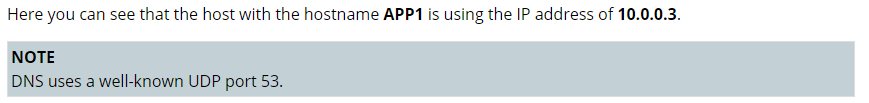 Here you can see that the host with the hostname APP1 is using the IP address of 10.0.0.3.
NOTE
DNS uses a well-known UDP port 53.